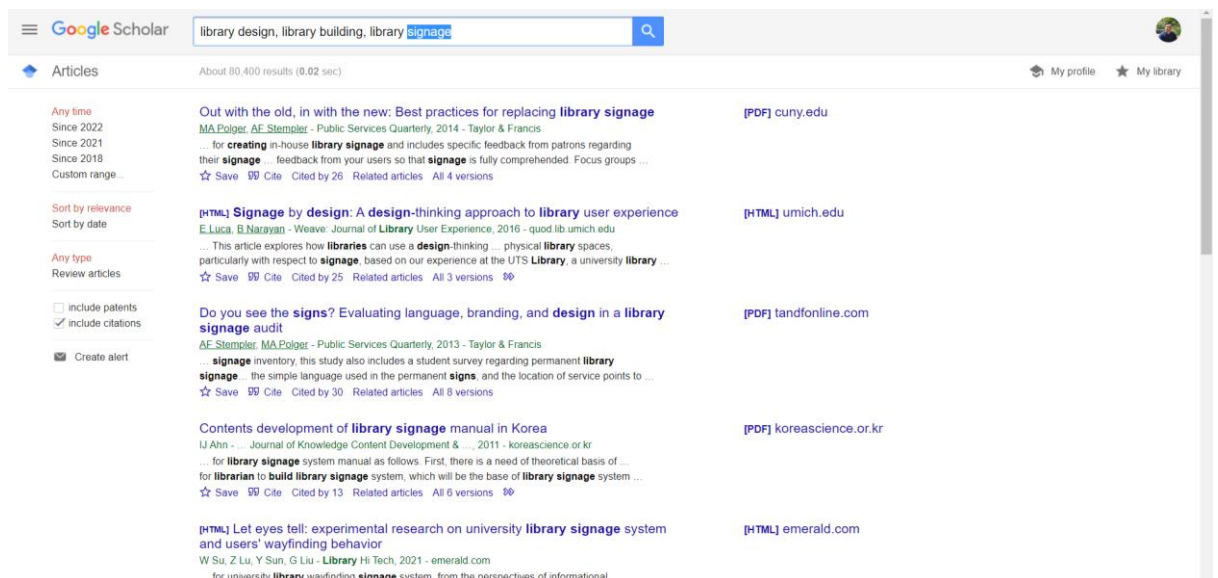 Google Scholar
library design, library building, library signage
Articles
About 80,400 results (0.02 sec)
My profile
My library
Any time
Since 2022
Since 2021
Since 2018
Custom range...
Sort by relevance
Sort by date
Any type
Review articles
include patents
include citations
Create alert
Out with the old, in with the new: Best practices for replacing library signage
[PDF] cuny.edu
MA Polger, AF Stempler - Public Services Quarterly, 2014 - Taylor & Francis
... for creating in-house library signage and includes specific feedback from patrons regarding
their signage ... feedback from your users so that signage is fully comprehended. Focus groups ...
Save Cite Cited by 26 Related articles All 4 versions
[HTML] Signage by design: A design-thinking approach to library user experience
[HTML] umich.edu
E Luca, B Narayan - Weave: Journal of Library User Experience, 2016 - quod.lib.umich.edu
... This article explores how libraries can use a design-thinking ... physical library spaces,
particularly with respect to signage, based on our experience at the UTS Library, a university library ...
Save Cite Cited by 25 Related articles All 3 versions
Do you see the signs? Evaluating language, branding, and design in a library
signage audit
[PDF] tandfonline.com
AF Stempler, MA Polger - Public Services Quarterly, 2013 - Taylor & Francis
... signage inventory, this study also includes a student survey regarding permanent library
signage... the simple language used in the permanent signs, and the location of service points to ...
Save Cite Cited by 30 Related articles All 8 versions
Contents development of library signage manual in Korea
[PDF] koreascience.or.kr
IJ Ahn - ... Journal of Knowledge Content Development & ..., 2011 - koreascience.or.kr
... for library signage system manual as follows. First, there is a need of theoretical basis of ...
for librarian to build library signage system, which will be the base of library signage system ...
Save Cite Cited by 13 Related articles All 6 versions
[HTML] Let eyes tell: experimental research on university library signage system
and users' wayfinding behavior
[HTML] emerald.com
W Su, Z Lu, Y Sun, G Liu - Library Hi Tech, 2021 - emerald.com
... for university library wayfinding signage system, from the perspectives of informational